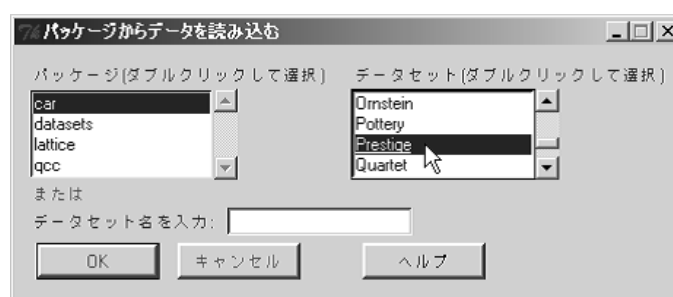 パッケージからデータを読み込む
パッケージ(ダブルクリックして選択)
データセット(ダブルクリックして選択)
car
datasets
lattice
qcc
Ornstein
Pottery
Prestige
Quartet
または
データセット名を入力:
OK
キャンセル
ヘルプ